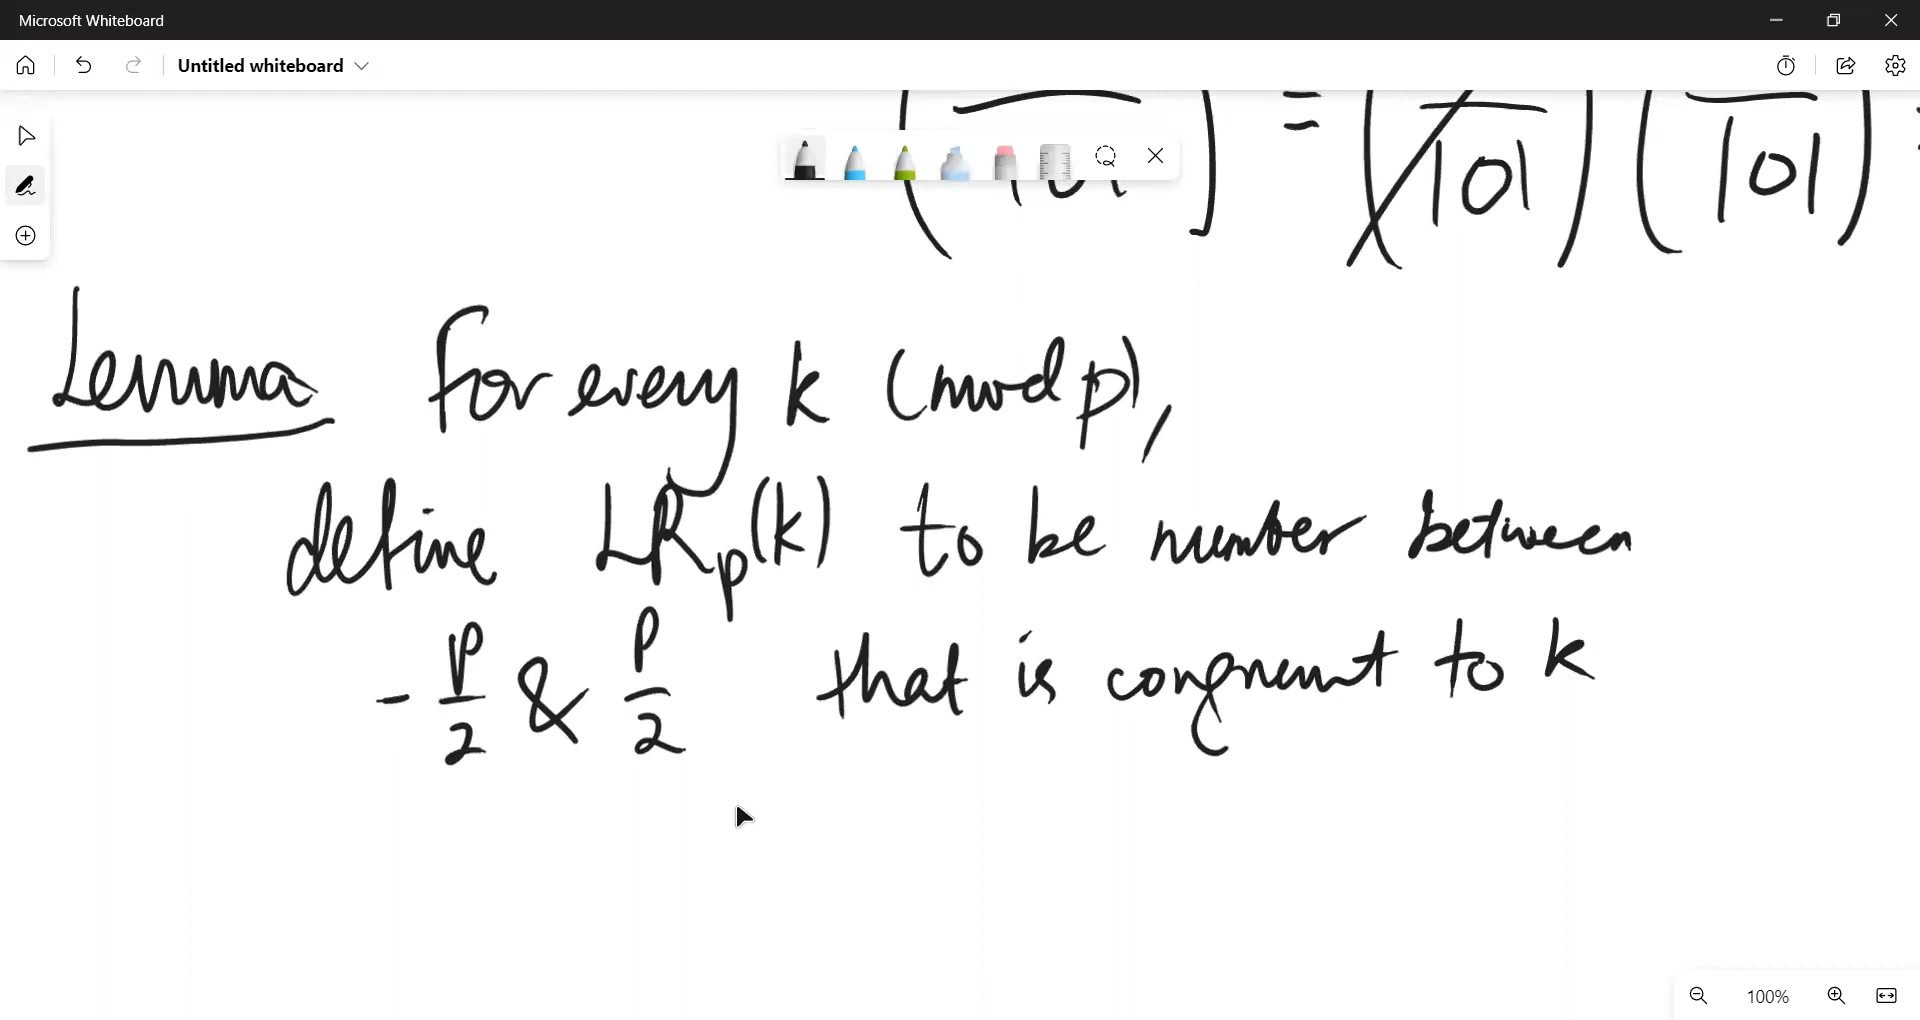 Microsoft Whiteboard
Untitled whiteboard
= (101) (101)
Lemma For every k (mod p),
define LRp(k) to be number between
- p/2 & p/2 that is congruent to k
100%